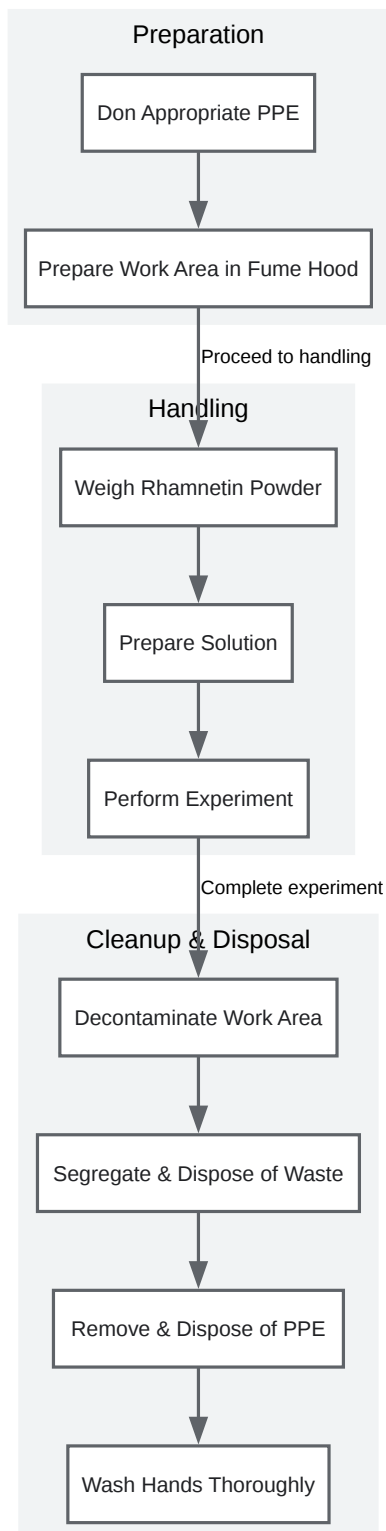 Preparation
Don Appropriate PPE
Prepare Work Area in Fume Hood
Proceed to handling
Handling
Weigh Rhamnetin Powder
Prepare Solution
Perform Experiment
Complete experiment
Cleanup & Disposal
Decontaminate Work Area
Segregate & Dispose of Waste
Remove & Dispose of PPE
Wash Hands Thoroughly